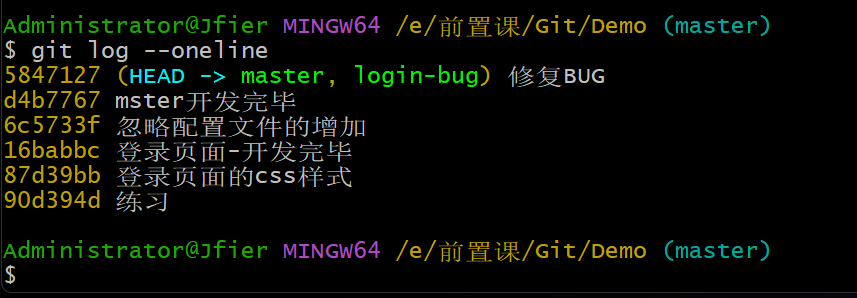 Administrator@Jfier MINGW64 /e/前置课/Git/Demo (master)
$ git log --oneline
5847127 (HEAD -> master, login-bug) 修复BUG
d4b7767 mster开发完毕
6c5733f 忽略配置文件的增加
16babbc 登录页面-开发完毕
87d39bb 登录页面的css样式
90d394d 练习
Administrator@Jfier MINGW64 /e/前置课/Git/Demo (master)
$